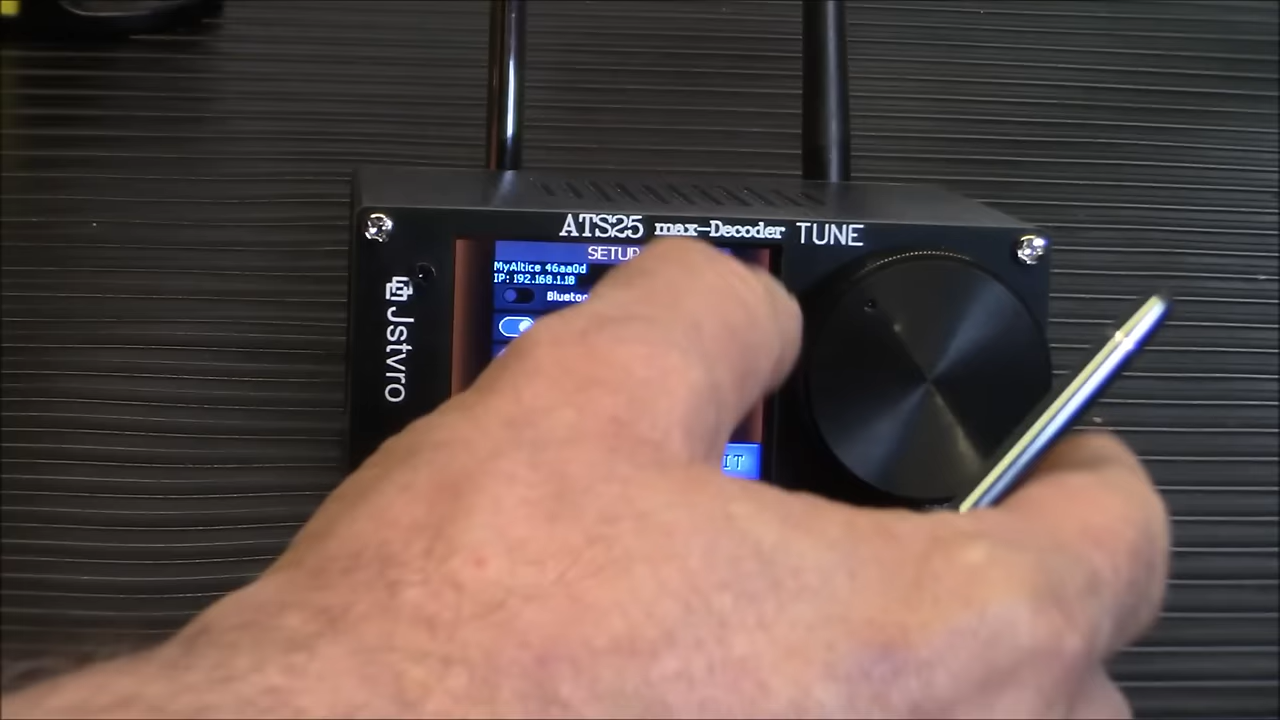 ATS25 max-Decoder TUNE
SETUP
MyAltice 46aa0d
IP: 192.168.1.18
Jstvro